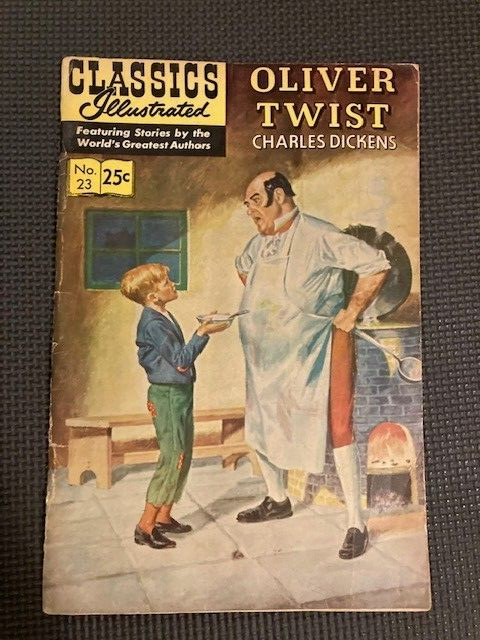 CLASSICS
Illustrated
Featuring Stories by the
World's Greatest Authors
No.
23
25c
OLIVER
TWIST
CHARLES DICKENS